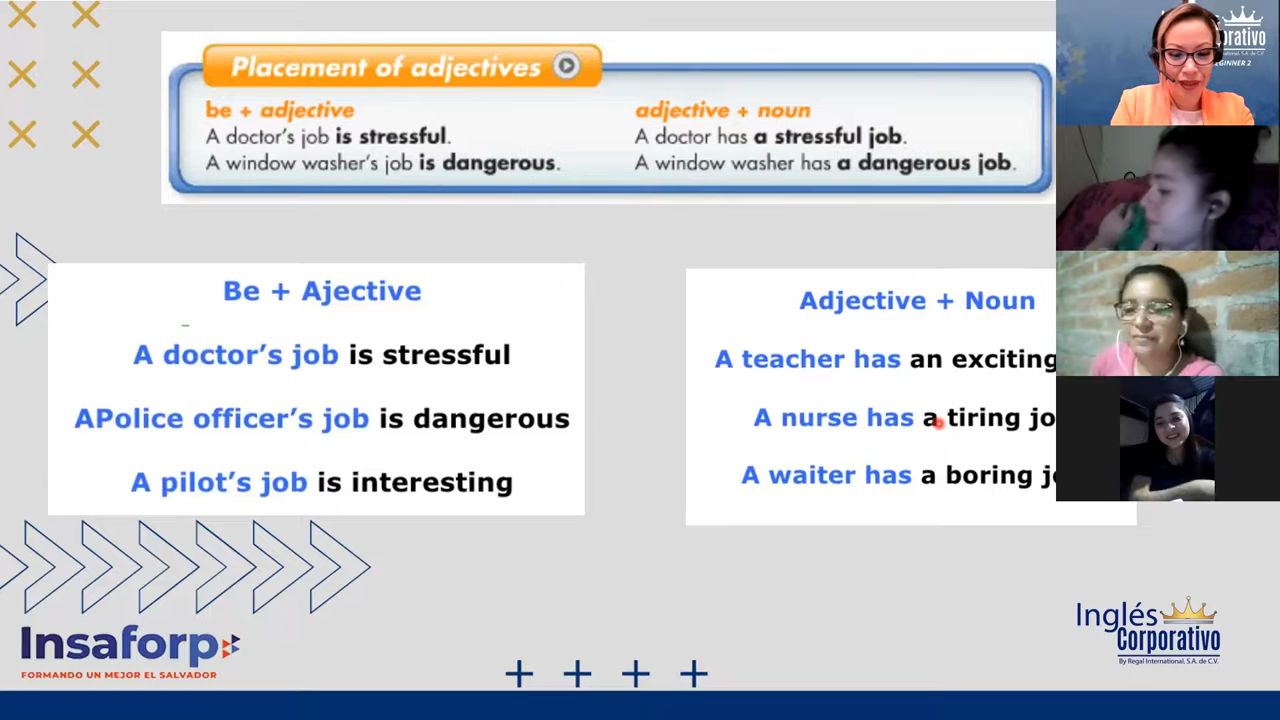 Placement of adjectives
be + adjective
A doctor's job is stressful.
A window washer's job is dangerous.
adjective + noun
A doctor has a stressful job.
A window washer has a dangerous job.
Be + Ajective
A doctor's job is stressful
APolice officer's job is dangerous
A pilot's job is interesting
Adjective + Noun
A teacher has an exciting
A nurse has a tiring jo
A waiter has a boring jo
Insaforp
FORMANDO UN MEJOR EL SALVADOR
Inglés
Corporativo
By Regal International, S.A. de C.V.